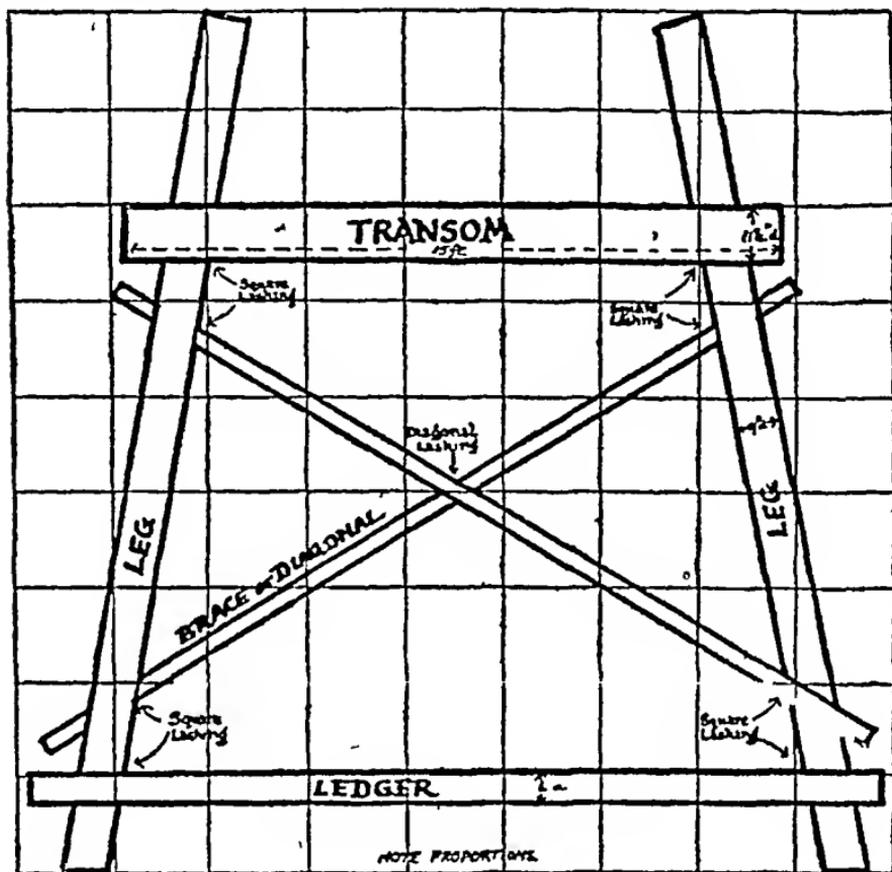 TRANSOM
15ft
Square
Lashing
Square
Lashing
Diagonal
Lashing
LEG
LEG
BRACE or DIAGONAL
Square
Lashing
Square
Lashing
LEDGER
NOTE PROPORTIONS